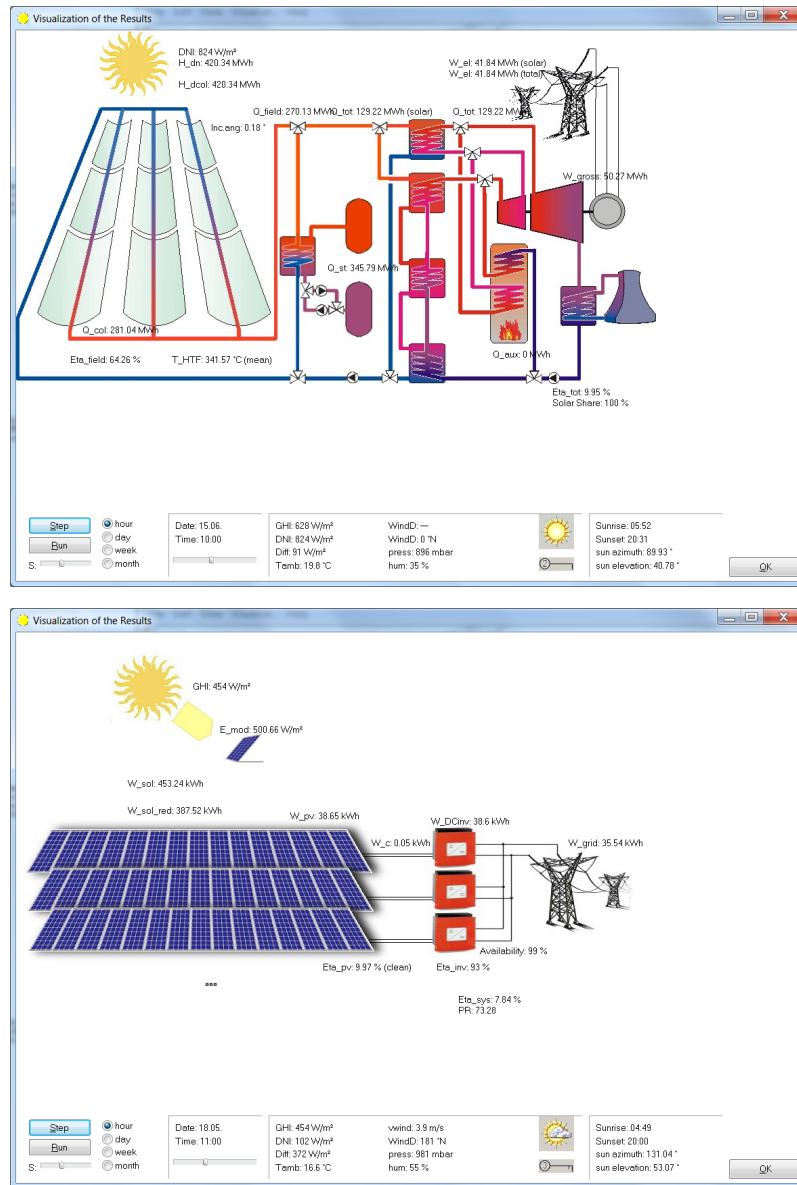 Visualization of the Results
DNI: 824 W/m²
H_dn: 420.34 MWh
H_dcol: 420.34 MWh
W_el: 41.84 MWh (solar)
W_el: 41.84 MWh (total)
Q_field: 270.13 MWh
Q_tot: 129.22 MWh (solar)
Q_tot: 129.22 MWh
Inc.ang: 0.18 °
W_gross: 50.27 MWh
Q_st: 345.79 MWh
Q_col: 281.04 MWh
Eta_field: 64.26 %
T_HTF: 341.57 °C (mean)
Q_aux: 0 MWh
Eta_tot: 9.95 %
Solar Share: 100 %
Step
Run
S:
hour
day
week
month
Date: 15.06.
Time: 10:00
GHI: 628 W/m²
DNI: 824 W/m²
Diff: 91 W/m²
Tamb: 19.8 °C
WindD: —
WindD: 0 °N
press: 896 mbar
hum: 35 %
2
Sunrise: 05:52
Sunset: 20:31
sun azimuth: 89.93 °
sun elevation: 40.78 °
OK
Visualization of the Results
GHI: 454 W/m²
E_mod: 500.66 W/m²
W_sol: 453.24 kWh
W_sol_red: 387.52 kWh
W_pv: 38.65 kWh
W_c: 0.05 kWh
W_DCinv: 38.6 kWh
W_grid: 35.54 kWh
Availability: 99 %
Eta_pv: 9.97 % (clean)
Eta_inv: 93 %
Eta_sys: 7.84 %
PR: 73.28
Step
Run
S:
hour
day
week
month
Date: 18.05.
Time: 11:00
GHI: 454 W/m²
DNI: 102 W/m²
Diff: 372 W/m²
Tamb: 16.6 °C
vwind: 3.9 m/s
WindD: 181 °N
press: 981 mbar
hum: 55 %
3
Sunrise: 04:49
Sunset: 20:00
sun azimuth: 131.04 °
sun elevation: 53.07 °
OK